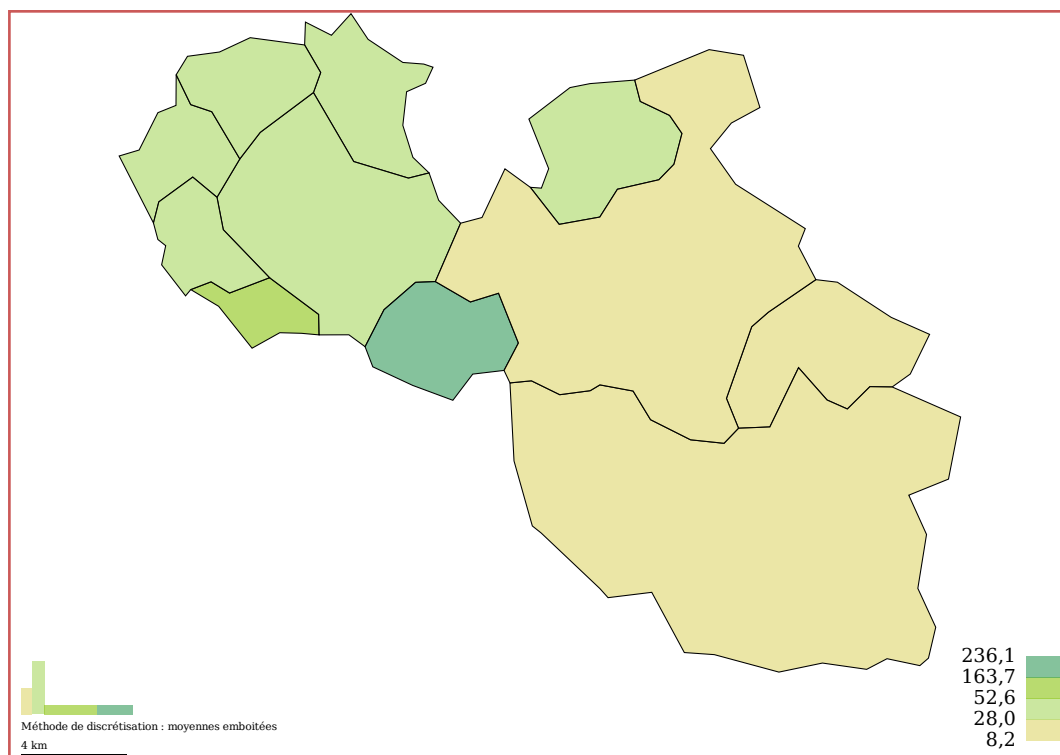 236,1
163,7
52,6
28,0
8,2
Méthode de discrétisation : moyennes emboitées
4 km